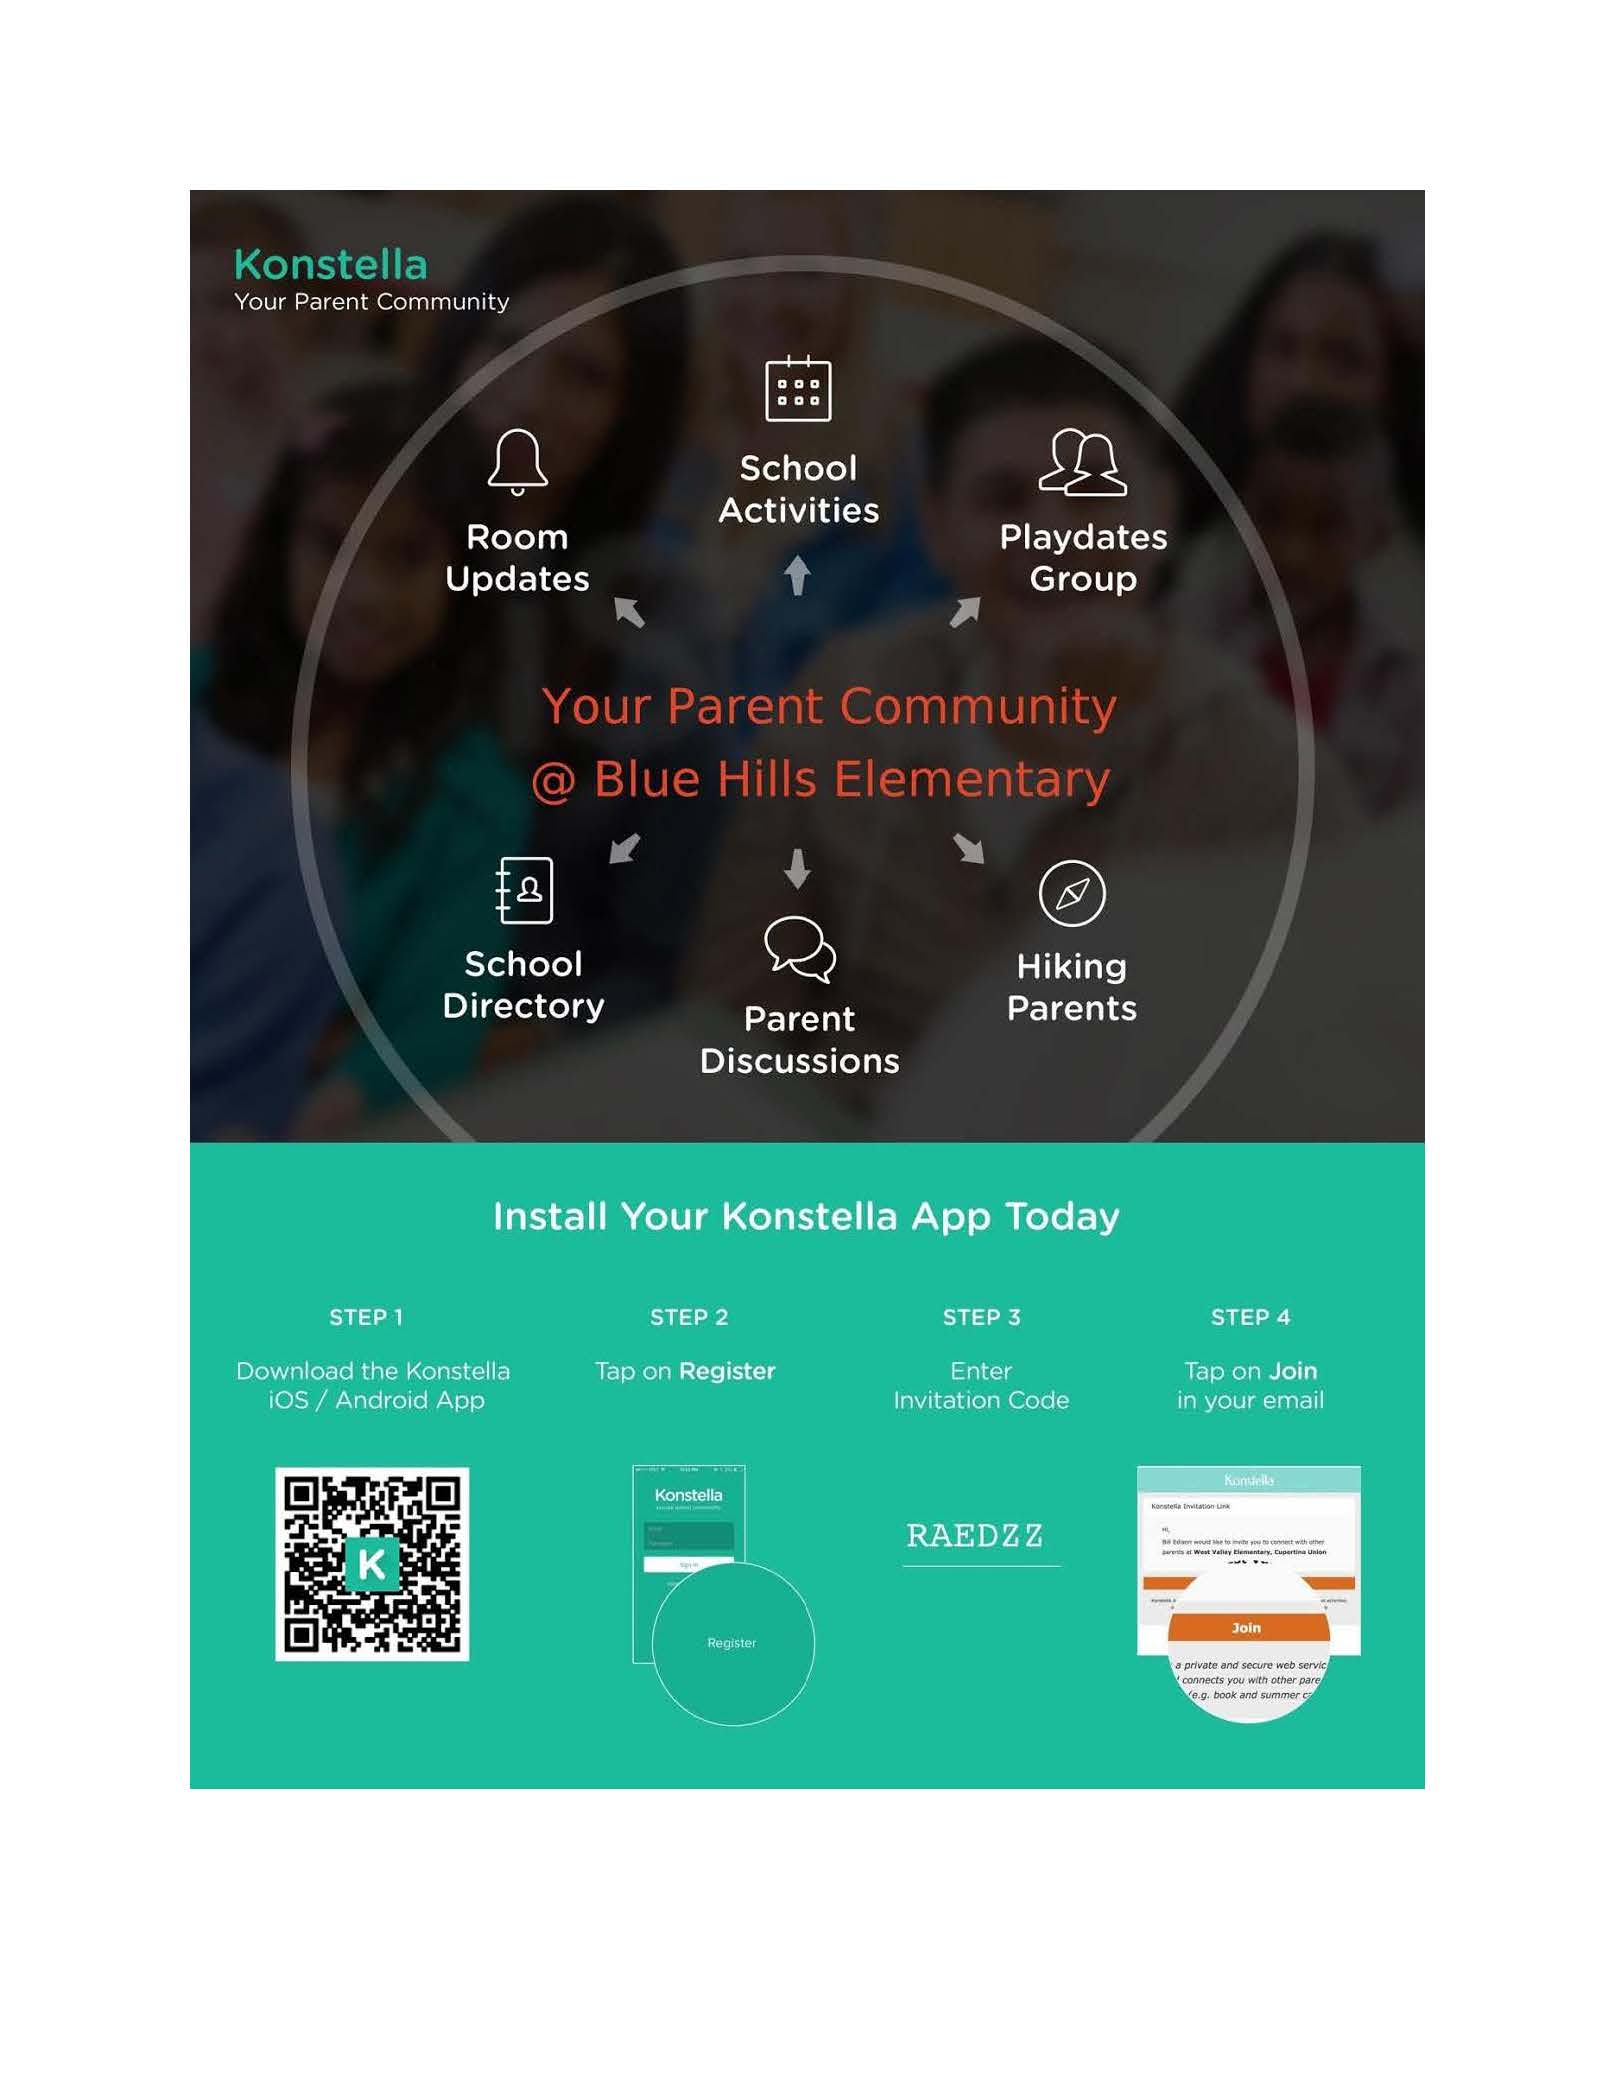 Konstella
Your Parent Community
School
Activities
Room
Updates
Playdates
Group
Your Parent Community
@ Blue Hills Elementary
School
Directory
Parent
Discussions
Hiking
Parents
Install Your Konstella App Today
STEP 1
Download the Konstella
iOS / Android App
K
STEP 2
Tap on Register
Konstella
Sign in
Register
STEP 3
Enter
Invitation Code
RAEDZZ
STEP 4
Tap on Join
in your email
Konstella
Konstella Invitation Link
Hi,
Bill Edison would like to invite you to connect with other
parents at West Valley Elementary, Cupertino Union
Join
a private and secure web servic
connects you with other pare
(e.g. book and summer c